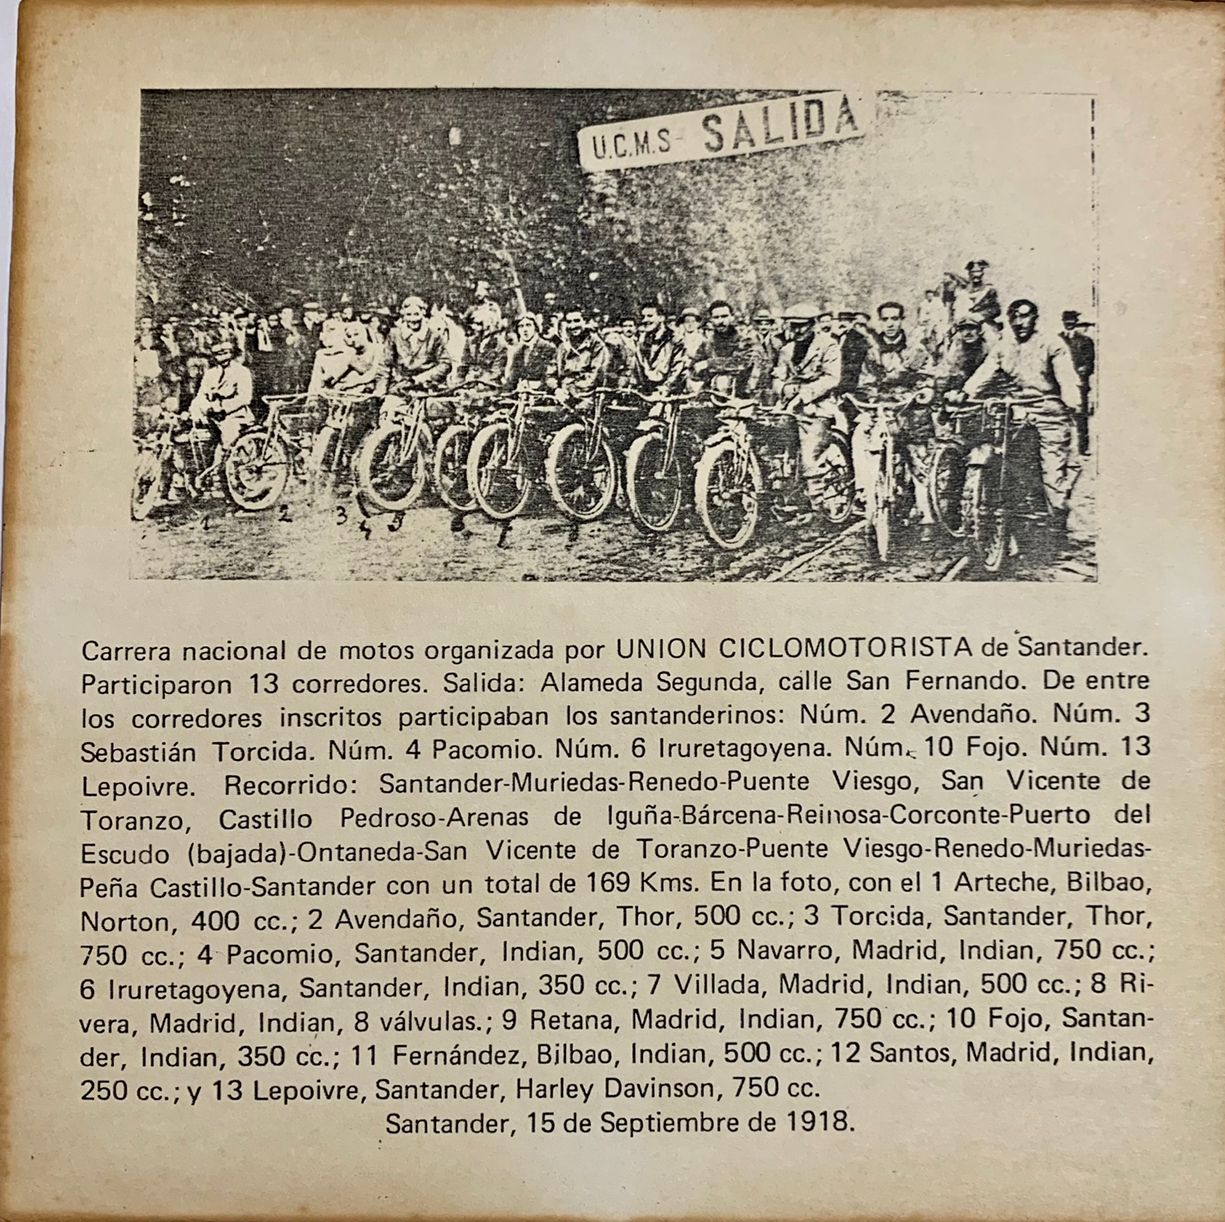 U.C.M.S- SALIDA
1 2 3 4 5 6 7 8
Carrera nacional de motos organizada por UNION CICLOMOTORISTA de Santander.
Participaron 13 corredores. Salida: Alameda Segunda, calle San Fernando. De entre
los corredores inscritos participaban los santanderinos: Núm. 2 Avendaño. Núm. 3
Sebastián Torcida. Núm. 4 Pacomio. Núm. 6 Iruretagoyena. Núm. 10 Fojo. Núm. 13
Lepoivre. Recorrido: Santander-Muriedas-Renedo-Puente Viesgo, San Vicente de
Toranzo, Castillo Pedroso-Arenas de Iguña-Bárcena-Reinosa-Corconte-Puerto del
Escudo (bajada)-Ontaneda-San Vicente de Toranzo-Puente Viesgo-Renedo-Muriedas-
Peña Castillo-Santander con un total de 169 Kms. En la foto, con el 1 Arteche, Bilbao,
Norton, 400 cc.; 2 Avendaño, Santander, Thor, 500 cc.; 3 Torcida, Santander, Thor,
750 cc.; 4 Pacomio, Santander, Indian, 500 cc.; 5 Navarro, Madrid, Indian, 750 cc.;
6 Iruretagoyena, Santander, Indian, 350 cc.; 7 Villada, Madrid, Indian, 500 cc.; 8 Ri-
vera, Madrid, Indian, 8 válvulas.; 9 Retana, Madrid, Indian, 750 cc.; 10 Fojo, Santan-
der, Indian, 350 cc.; 11 Fernández, Bilbao, Indian, 500 cc.; 12 Santos, Madrid, Indian,
250 cc.; y 13 Lepoivre, Santander, Harley Davinson, 750 cc.
Santander, 15 de Septiembre de 1918.